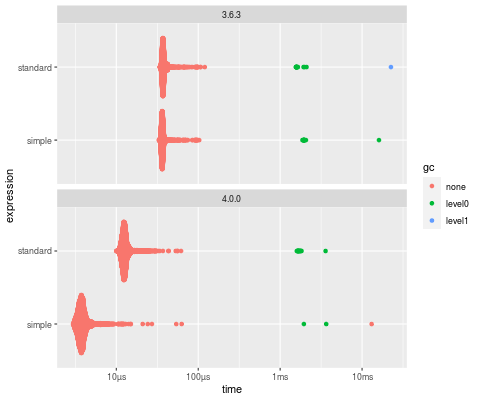 3.6.3
standard
simple
4.0.0
standard
simple
expression
10µs
100µs
1ms
10ms
time
gc
none
level0
level1